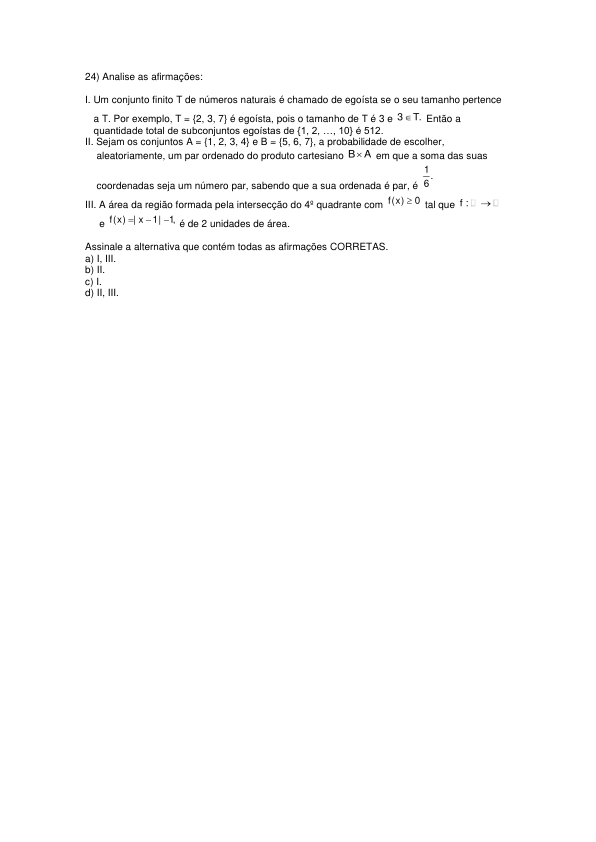 24) Analise as afirmações:
I. Um conjunto finito T de números naturais é chamado de egoísta se o seu tamanho pertence
a T. Por exemplo, T = {2, 3, 7} é egoísta, pois o tamanho de T é 3 e 3 ∈ T. Então a
quantidade total de subconjuntos egoístas de {1, 2, …, 10} é 512.
II. Sejam os conjuntos A = {1, 2, 3, 4} e B = {5, 6, 7}, a probabilidade de escolher,
aleatoriamente, um par ordenado do produto cartesiano B × A em que a soma das suas
coordenadas seja um número par, sabendo que a sua ordenada é par, é 1/6.
III. A área da região formada pela intersecção do 4º quadrante com f(x) ≥ 0 tal que f : □ → □
e f(x) =| x − 1| −1, é de 2 unidades de área.
Assinale a alternativa que contém todas as afirmações CORRETAS.
a) I, III.
b) II.
c) I.
d) II, III.